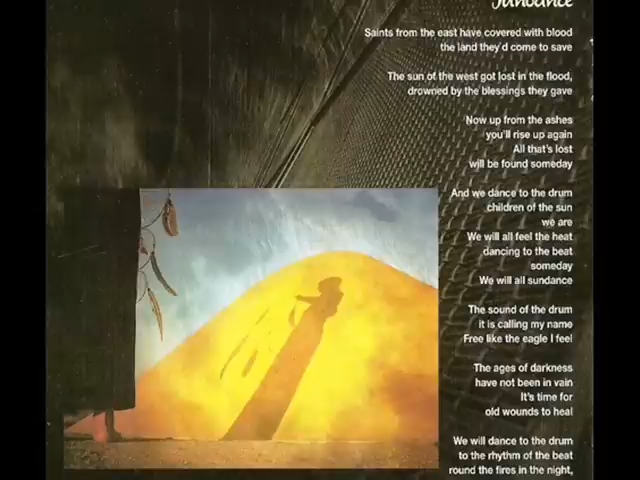 Sundance
Saints from the east have covered with blood
the land they'd come to save
The sun of the west got lost in the flood,
drowned by the blessings they gave
Now up from the ashes
you'll rise up again
All that's lost
will be found someday
And we dance to the drum
children of the sun
we are
We will all feel the heat
dancing to the beat
someday
We will all sundance
The sound of the drum
it is calling my name
Free like the eagle I feel
The ages of darkness
have not been in vain
It's time for
old wounds to heal
We will dance to the drum
to the rhythm of the beat
round the fires in the night,